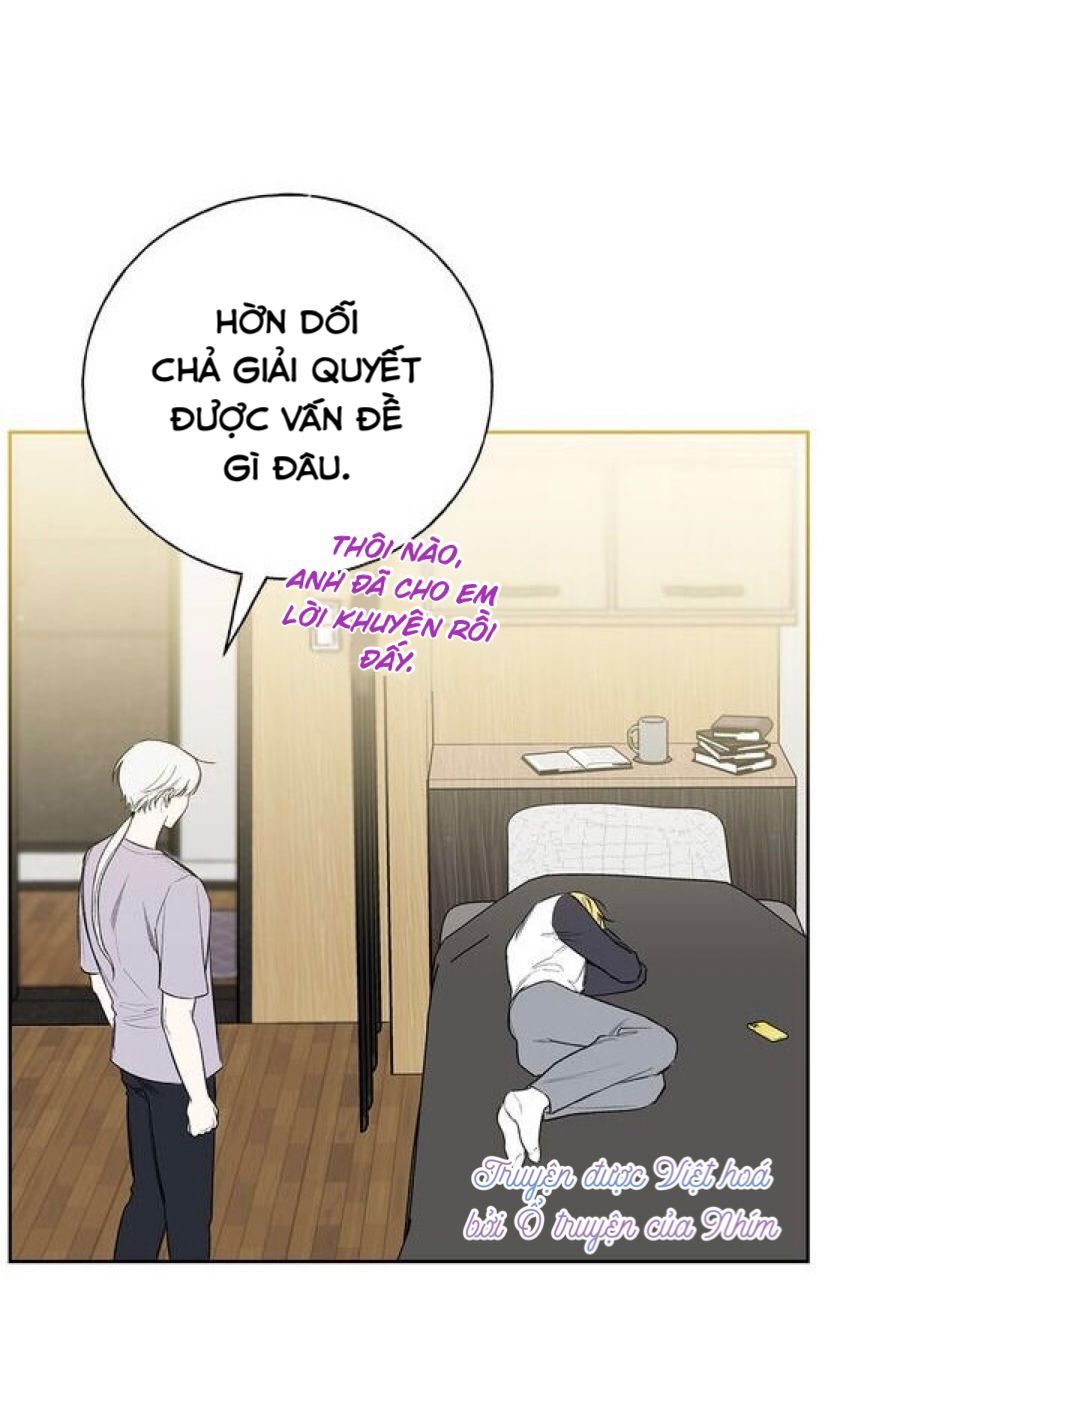 HỜN DỖI
CHẢ GIẢI QUYẾT
ĐƯỢC VẤN ĐỀ
GÌ ĐÂU.
THÔI NÀO,
ANH ĐÃ CHO EM
LỜI KHUYÊN RỒI
ĐẤY.
Truyện được Việt hoá
bởi Ổ truyện của Nhím